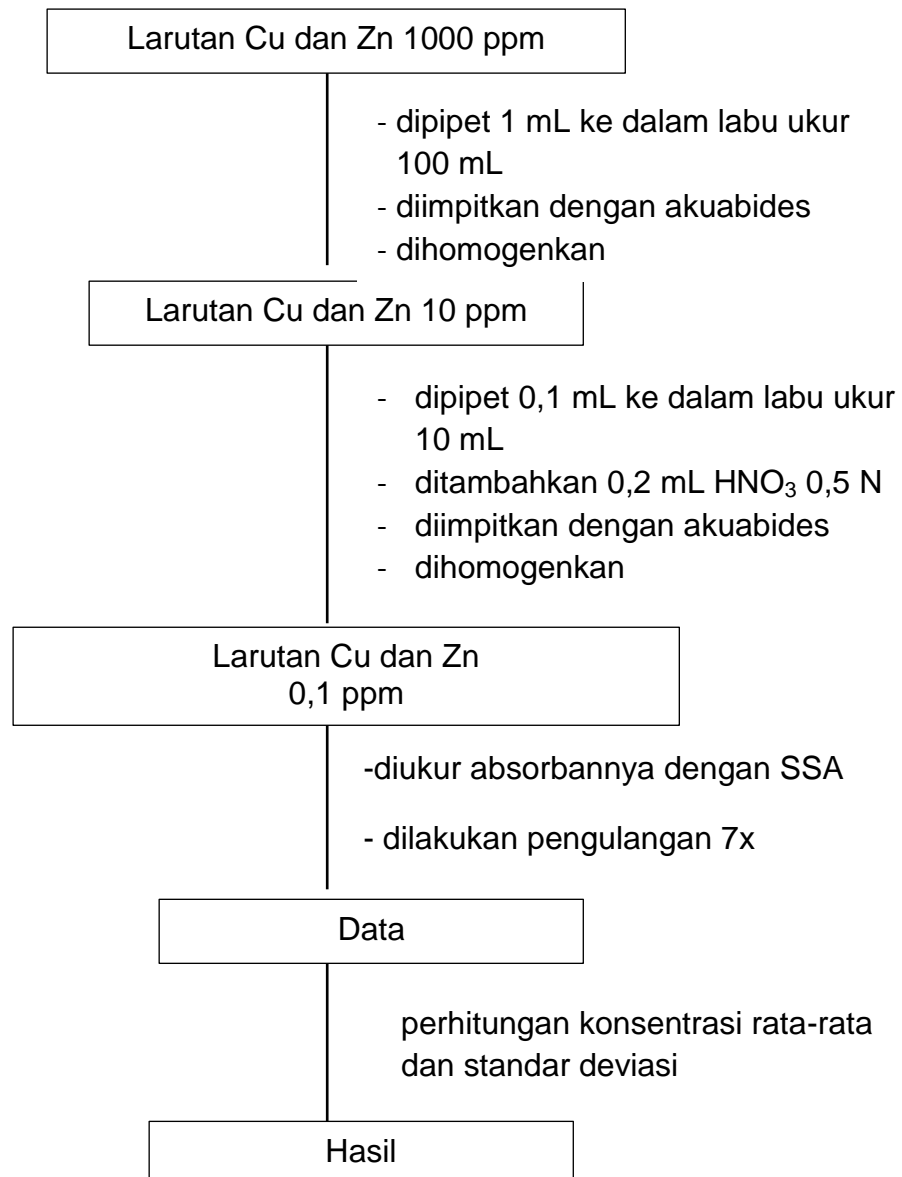 Larutan Cu dan Zn 1000 ppm
- dipipet 1 mL ke dalam labu ukur
100 mL
- diimpitkan dengan akuabides
- dihomogenkan
Larutan Cu dan Zn 10 ppm
- dipipet 0,1 mL ke dalam labu ukur
10 mL
- ditambahkan 0,2 mL HNO₃ 0,5 N
- diimpitkan dengan akuabides
- dihomogenkan
Larutan Cu dan Zn
0,1 ppm
-diukur absorbannya dengan SSA
- dilakukan pengulangan 7x
Data
perhitungan konsentrasi rata-rata
dan standar deviasi
Hasil